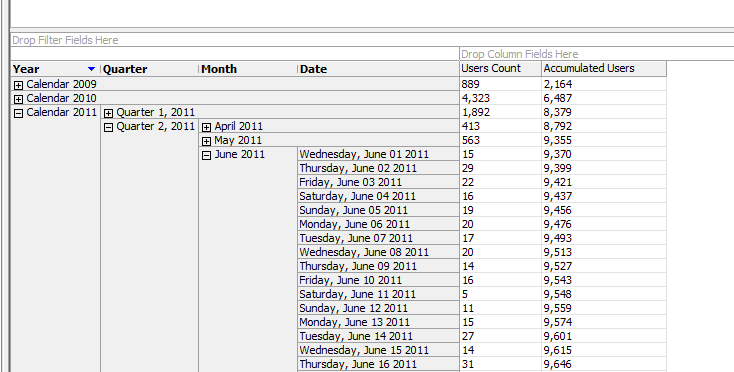 Drop Filter Fields Here
Drop Column Fields Here
Year Quarter Month Date Users Count Accumulated Users
Calendar 2009 889 2,164
Calendar 2010 4,323 6,487
Calendar 2011 Quarter 1, 2011 1,892 8,379
Quarter 2, 2011 April 2011 413 8,792
May 2011 563 9,355
June 2011 Wednesday, June 01 2011 15 9,370
Thursday, June 02 2011 29 9,399
Friday, June 03 2011 22 9,421
Saturday, June 04 2011 16 9,437
Sunday, June 05 2011 19 9,456
Monday, June 06 2011 20 9,476
Tuesday, June 07 2011 17 9,493
Wednesday, June 08 2011 20 9,513
Thursday, June 09 2011 14 9,527
Friday, June 10 2011 16 9,543
Saturday, June 11 2011 5 9,548
Sunday, June 12 2011 11 9,559
Monday, June 13 2011 15 9,574
Tuesday, June 14 2011 27 9,601
Wednesday, June 15 2011 14 9,615
Thursday, June 16 2011 31 9,646